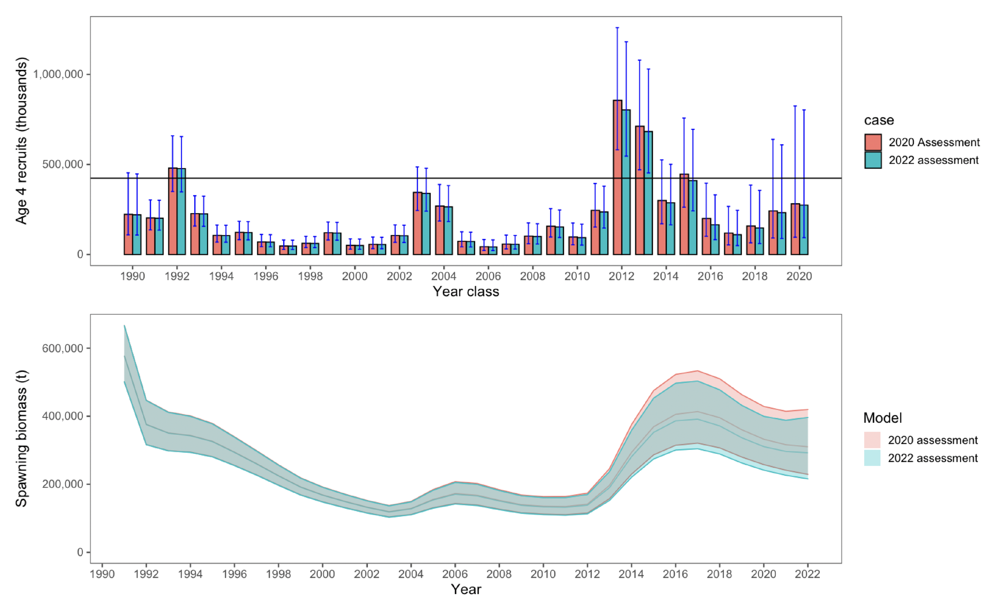 Age 4 recruits (thousands)
1,000,000
500,000
0
1990 1992 1994 1996 1998 2000 2002 2004 2006 2008 2010 2012 2014 2016 2018 2020
Year class
case
2020 Assessment
2022 assessment
Spawning biomass (t)
600,000
400,000
200,000
0
1990 1992 1994 1996 1998 2000 2002 2004 2006 2008 2010 2012 2014 2016 2018 2020 2022
Year
Model
2020 assessment
2022 assessment